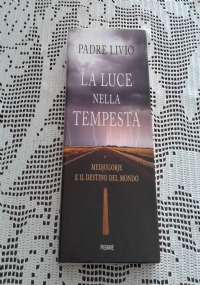 PADRE LIVIO
LA LUCE
NELLA
TEMPESTA
MEDJUGORJE
E IL DESTINO DEL MONDO
PIEMME